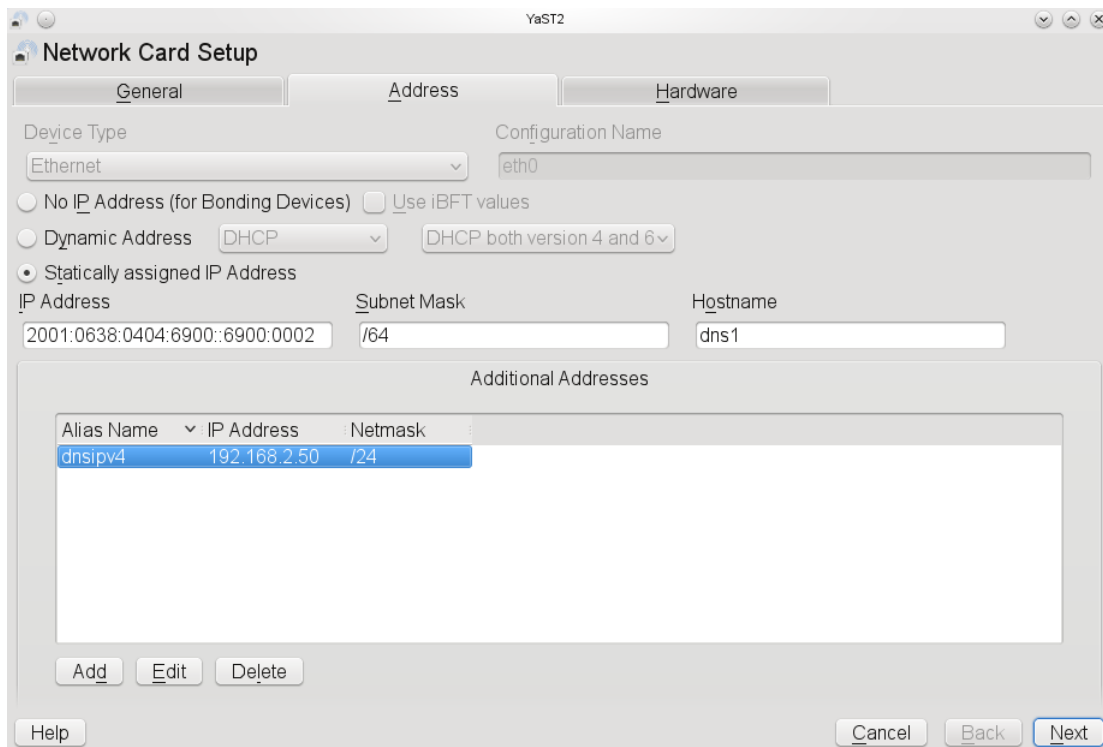 YaST2
Network Card Setup
General Address Hardware
Device Type Configuration Name
Ethernet eth0
No IP Address (for Bonding Devices) Use iBFT values
Dynamic Address DHCP DHCP both version 4 and 6
Statically assigned IP Address
IP Address Subnet Mask Hostname
2001:0638:0404:6900::6900:0002 /64 dns1
Additional Addresses
Alias Name IP Address Netmask
dnsipv4 192.168.2.50 /24
Add Edit Delete
Help Cancel Back Next